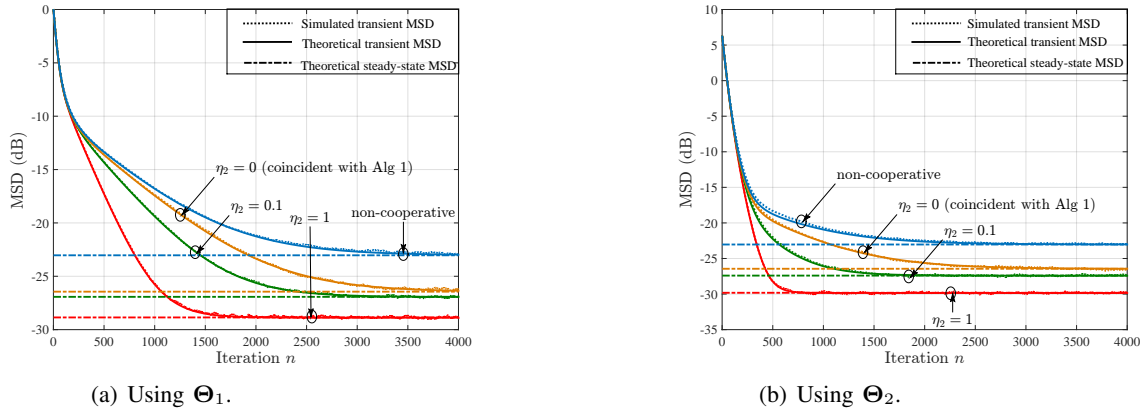 Simulated transient MSD
Theoretical transient MSD
Theoretical steady-state MSD
0
-5
-10
-15
-20
-25
-30
MSD (dB)
η₂ = 0 (coincident with Alg 1)
η₂ = 0.1
η₂ = 1
non-cooperative
0 500 1000 1500 2000 2500 3000 3500 4000
Iteration n
(a) Using Θ₁.
Simulated transient MSD
Theoretical transient MSD
Theoretical steady-state MSD
10
5
0
-5
-10
-15
-20
-25
-30
-35
MSD (dB)
non-cooperative
η₂ = 0 (coincident with Alg 1)
η₂ = 0.1
η₂ = 1
0 500 1000 1500 2000 2500 3000 3500 4000
Iteration n
(b) Using Θ₂.